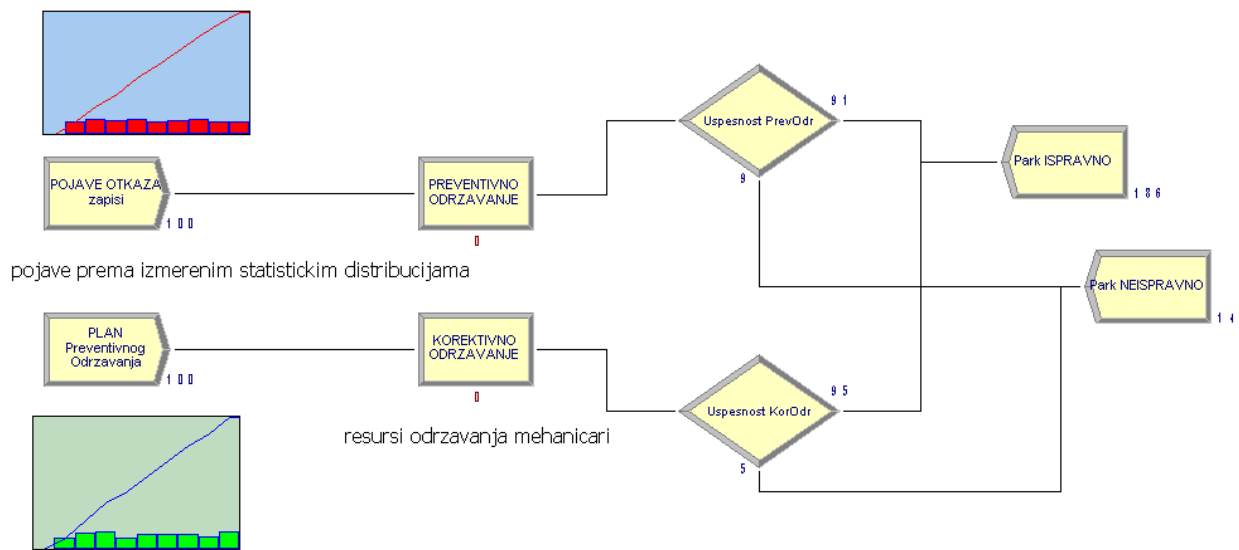 Uspesnost PrevOdr
9 1
9
POJAVE OTKAZA
zapisi
1 0 0
PREVENTIVNO
ODRZAVANJE
0
Park ISPRAVNO
1 8 6
pojave prema izmerenim statistickim distribucijama
Park NEISPRAVNO
1 4
PLAN
Preventivnog
Odrzavanja
1 0 0
KOREKTIVNO
ODRZAVANJE
0
Uspesnost KorOdr
9 5
5
resursi odrzavanja mehanicari